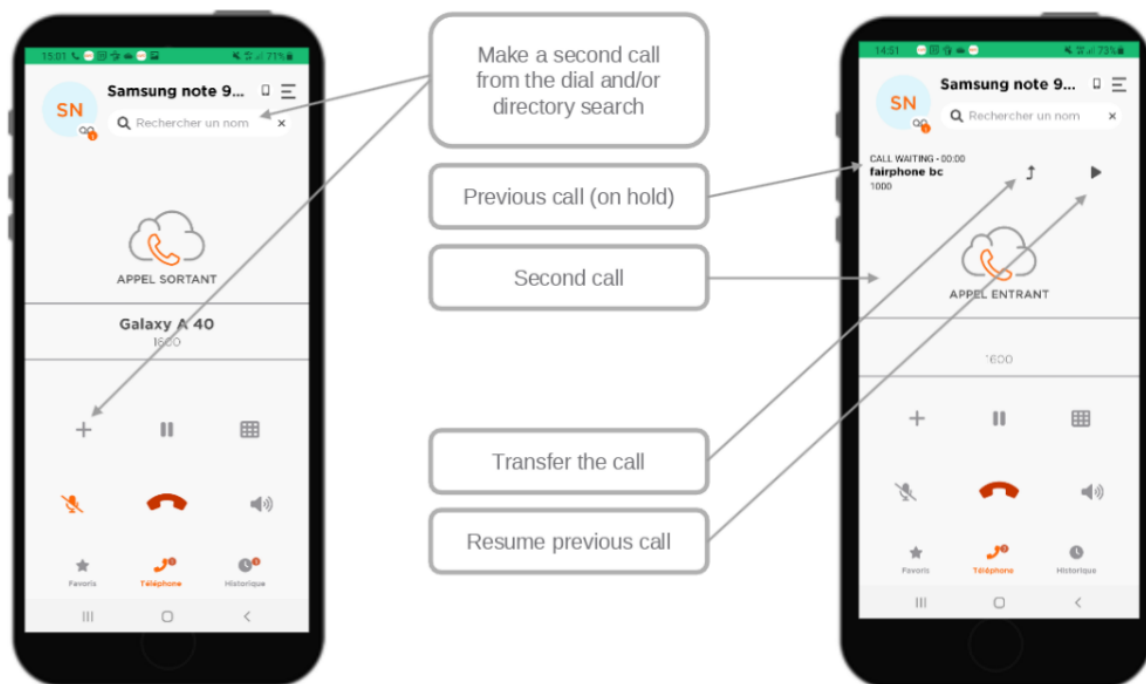 15:01
71%
SN
Samsung note 9...
Rechercher un nom
APPEL SORTANT
Galaxy A 40
1600
Favoris
Téléphone
Historique
Make a second call
from the dial and/or
directory search
Previous call (on hold)
Second call
Transfer the call
Resume previous call
14:51
73%
SN
Samsung note 9...
Rechercher un nom
CALL WAITING - 00:00
fairphone bc
1000
APPEL ENTRANT
1600
Favoris
Téléphone
Historique